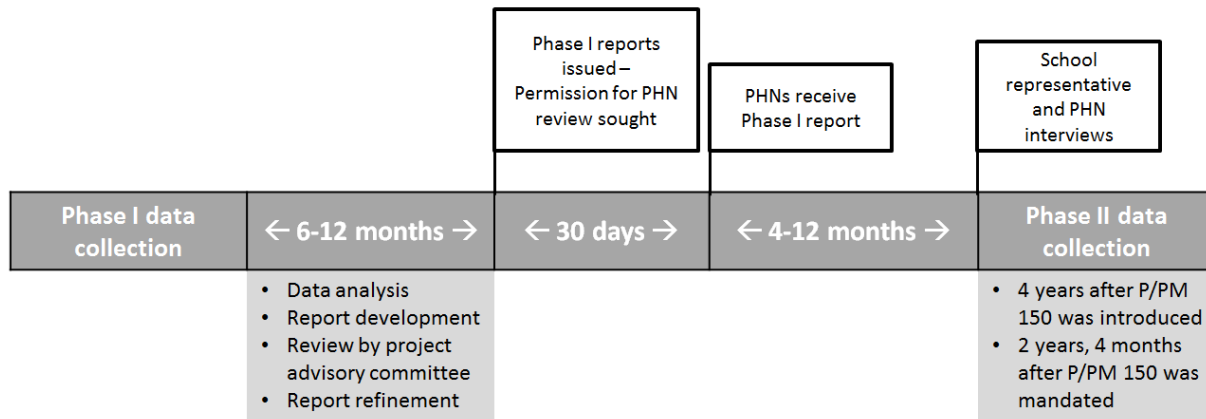 Phase I reports
issued –
Permission for PHN
review sought
PHNs receive
Phase I report
School
representative
and PHN
interviews
Phase I data
collection
← 6-12 months →
← 30 days →
← 4-12 months →
Phase II data
collection
• Data analysis
• Report development
• Review by project
advisory committee
• Report refinement
• 4 years after P/PM
150 was introduced
• 2 years, 4 months
after P/PM 150 was
mandated